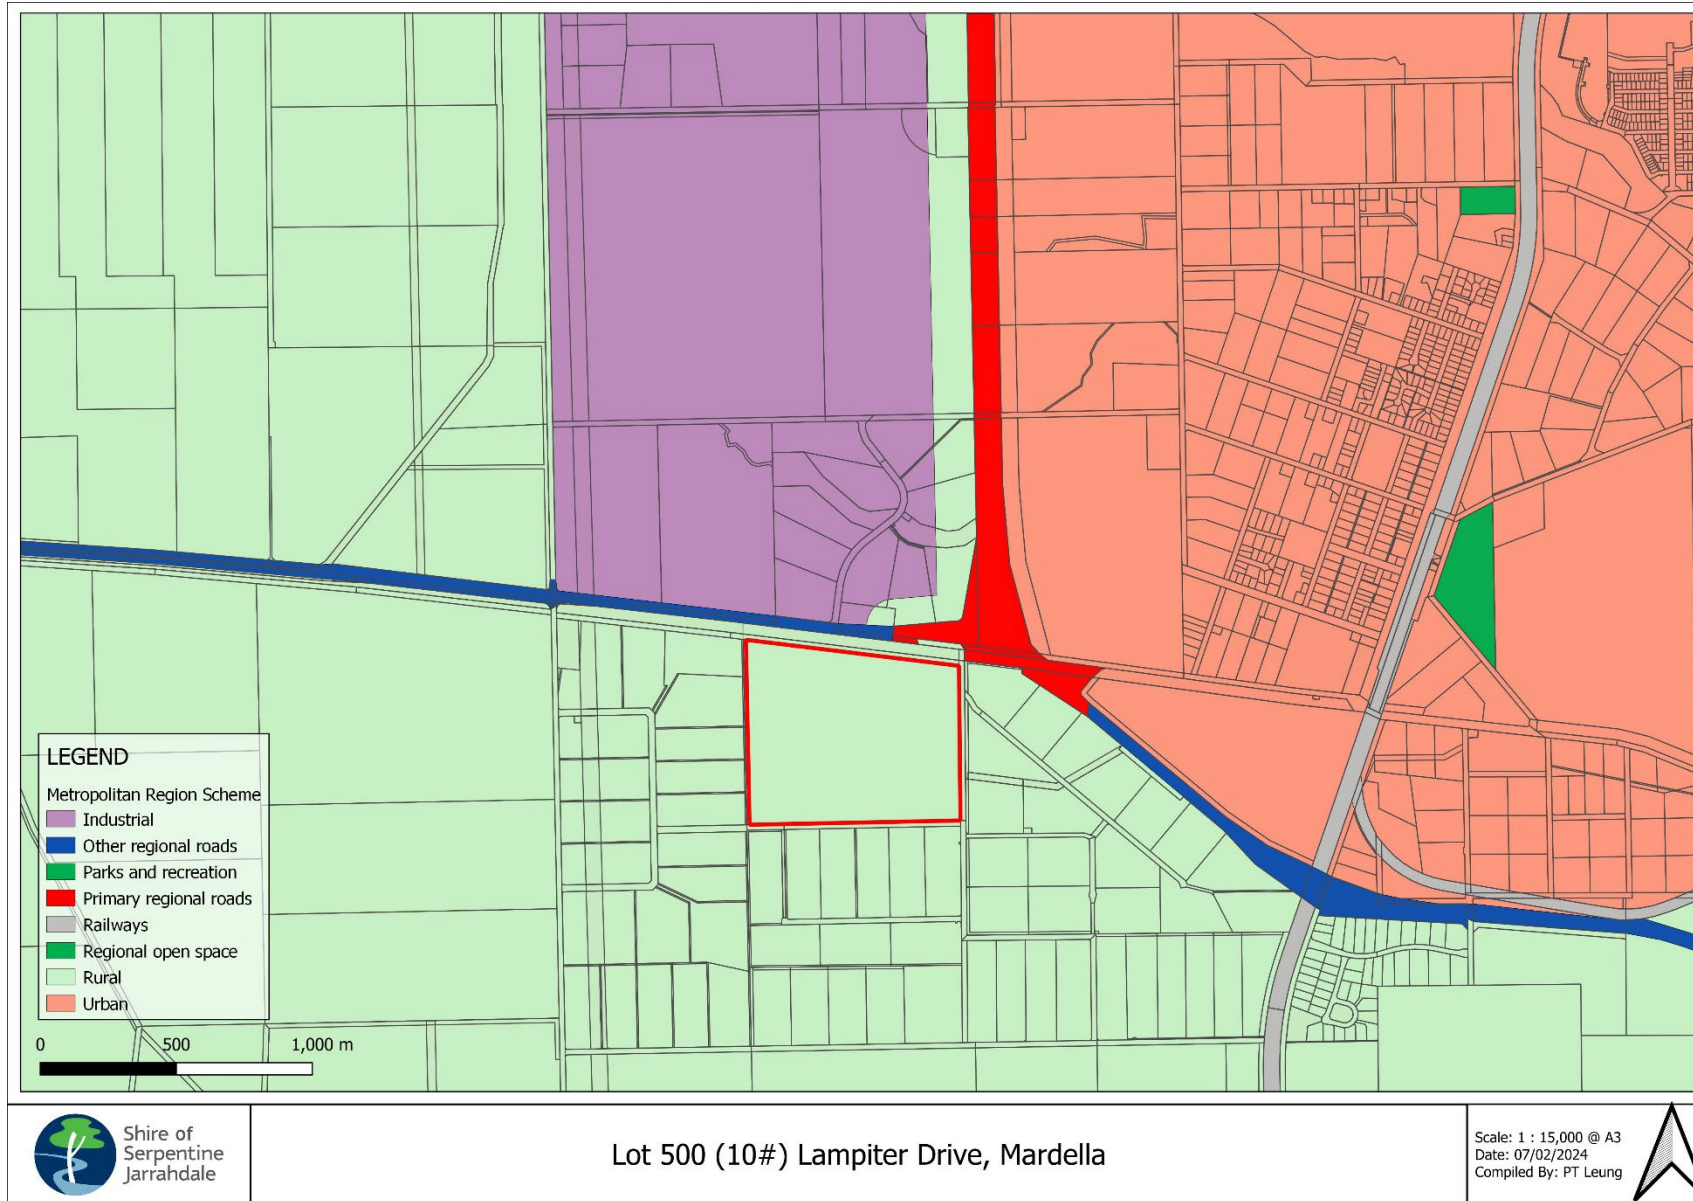 LEGEND
Metropolitan Region Scheme
Industrial
Other regional roads
Parks and recreation
Primary regional roads
Railways
Regional open space
Rural
Urban
0 500 1,000 m
Shire of
Serpentine
Jarrahdale
Lot 500 (10#) Lampiter Drive, Mardella
Scale: 1 : 15,000 @ A3
Date: 07/02/2024
Compiled By: PT Leung